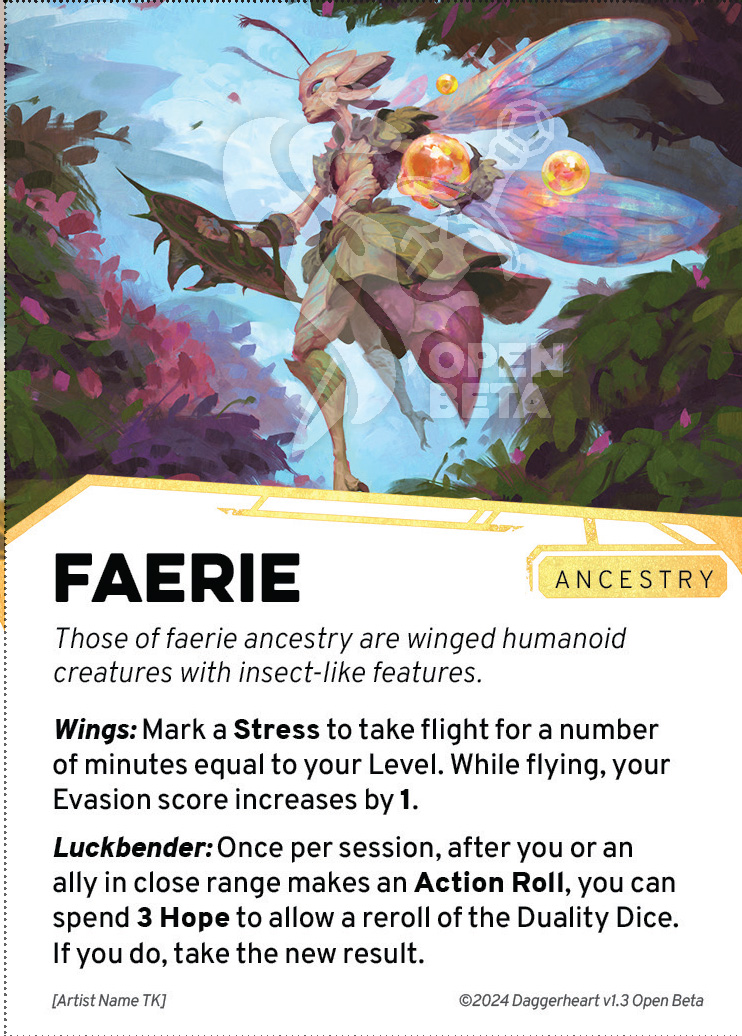 OPEN
BETA
FAERIE
ANCESTRY
Those of faerie ancestry are winged humanoid
creatures with insect-like features.
Wings: Mark a Stress to take flight for a number
of minutes equal to your Level. While flying, your
Evasion score increases by 1.
Luckbender: Once per session, after you or an
ally in close range makes an Action Roll, you can
spend 3 Hope to allow a reroll of the Duality Dice.
If you do, take the new result.
[Artist Name TK]
©2024 Daggerheart v1.3 Open Beta